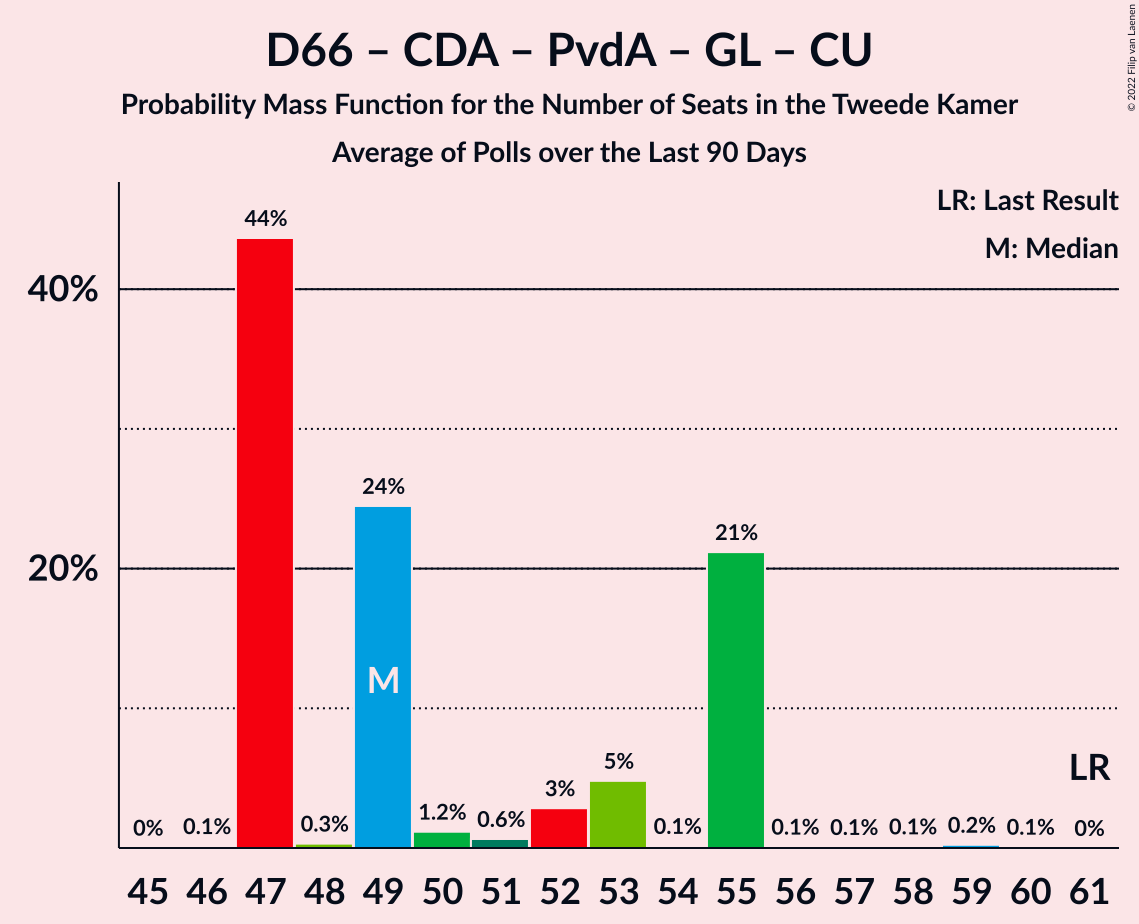 D66 – CDA – PvdA – GL – CU
Probability Mass Function for the Number of Seats in the Tweede Kamer
Average of Polls over the Last 90 Days
© 2022 Filip van Laenen
LR: Last Result
M: Median
40%
20%
0%
0.1%
44%
0.3%
24%
M
1.2%
0.6%
3%
5%
0.1%
21%
0.1%
0.1%
0.1%
0.2%
0.1%
0%
LR
45 46 47 48 49 50 51 52 53 54 55 56 57 58 59 60 61